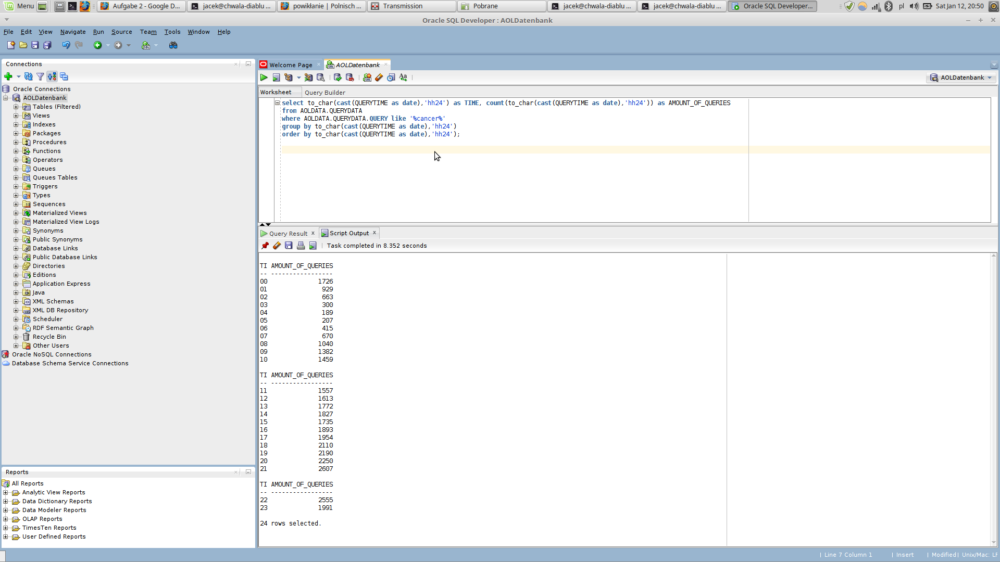 Menu
Aufgabe 2 - Google D...
jacek@chwala-diablu ...
powikłanie | Polnisch ...
Transmission
Pobrane
jacek@chwala-diablu ...
jacek@chwala-diablu ...
Oracle SQL Developer...
pl
Sat Jan 12, 20:50
Oracle SQL Developer : AOLDatenbank
File Edit View Navigate Run Source Team Tools Window Help
Connections
Oracle Connections
AOLDatenbank
Tables (Filtered)
Views
Indexes
Packages
Procedures
Functions
Operators
Queues
Queues Tables
Triggers
Types
Sequences
Materialized Views
Materialized View Logs
Synonyms
Public Synonyms
Database Links
Public Database Links
Directories
Editions
Application Express
Java
XML Schemas
XML DB Repository
Scheduler
RDF Semantic Graph
Recycle Bin
Other Users
Oracle NoSQL Connections
Database Schema Service Connections
Reports
All Reports
Analytic View Reports
Data Dictionary Reports
Data Modeler Reports
OLAP Reports
TimesTen Reports
User Defined Reports
Welcome Page
AOLDatenbank
AOLDatenbank
Worksheet
Query Builder
select to_char(cast(QUERYTIME as date),'hh24') as TIME, count(to_char(cast(QUERYTIME as date),'hh24')) as AMOUNT_OF_QUERIES
from AOLDATA.QUERYDATA
where AOLDATA.QUERYDATA.QUERY like '%cancer%'
group by to_char(cast(QUERYTIME as date),'hh24')
order by to_char(cast(QUERYTIME as date),'hh24');
Query Result
Script Output
Task completed in 8.352 seconds
TI AMOUNT_OF_QUERIES
-- -----------------
00 1726
01 929
02 663
03 300
04 189
05 207
06 415
07 670
08 1040
09 1382
10 1459
TI AMOUNT_OF_QUERIES
-- -----------------
11 1557
12 1613
13 1772
14 1827
15 1735
16 1893
17 1954
18 2110
19 2190
20 2250
21 2607
TI AMOUNT_OF_QUERIES
-- -----------------
22 2555
23 1991
24 rows selected.
Line 7 Column 1 | Insert | Modified | Unix/Mac: LF